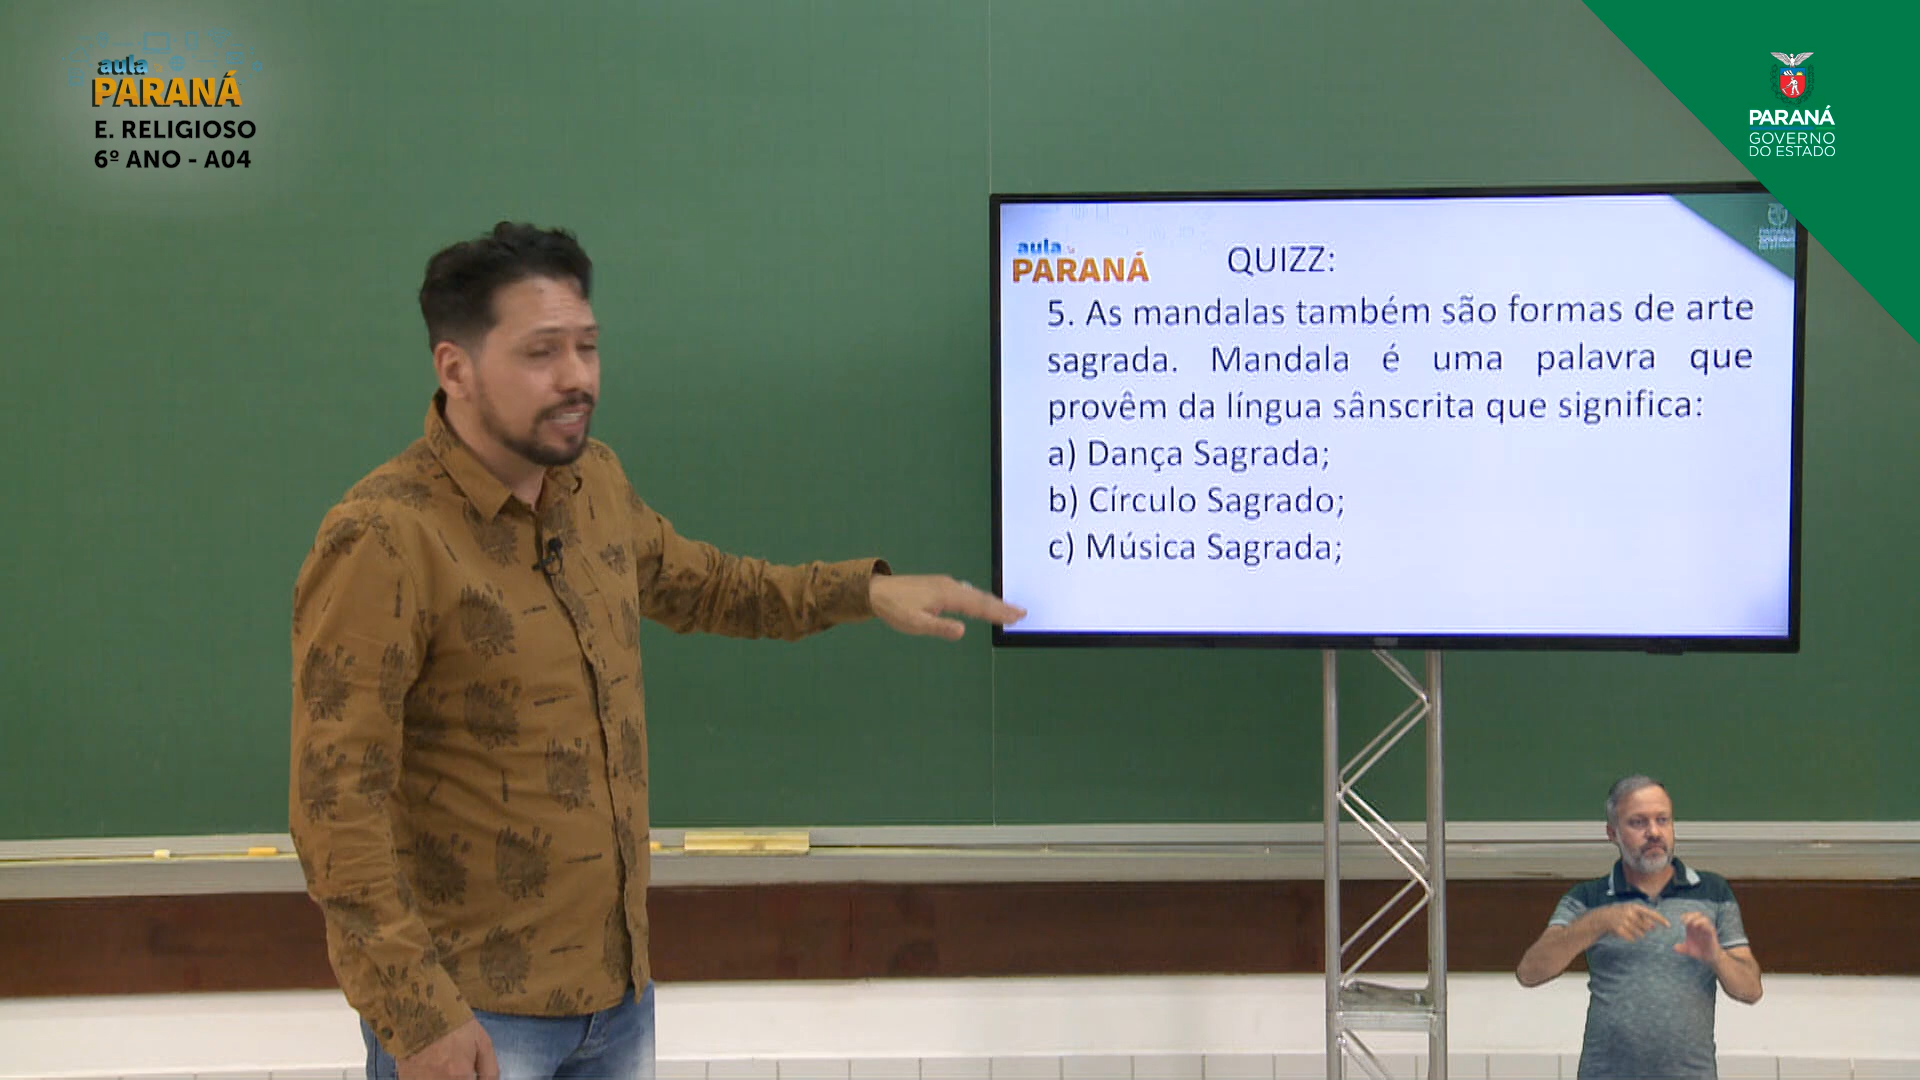 aula
PARANÁ
E. RELIGIOSO
6º ANO - A04
PARANÁ
GOVERNO
DO ESTADO
aula
PARANÁ
QUIZZ:
5. As mandalas também são formas de arte
sagrada. Mandala é uma palavra que
provêm da língua sânscrita que significa:
a) Dança Sagrada;
b) Círculo Sagrado;
c) Música Sagrada;